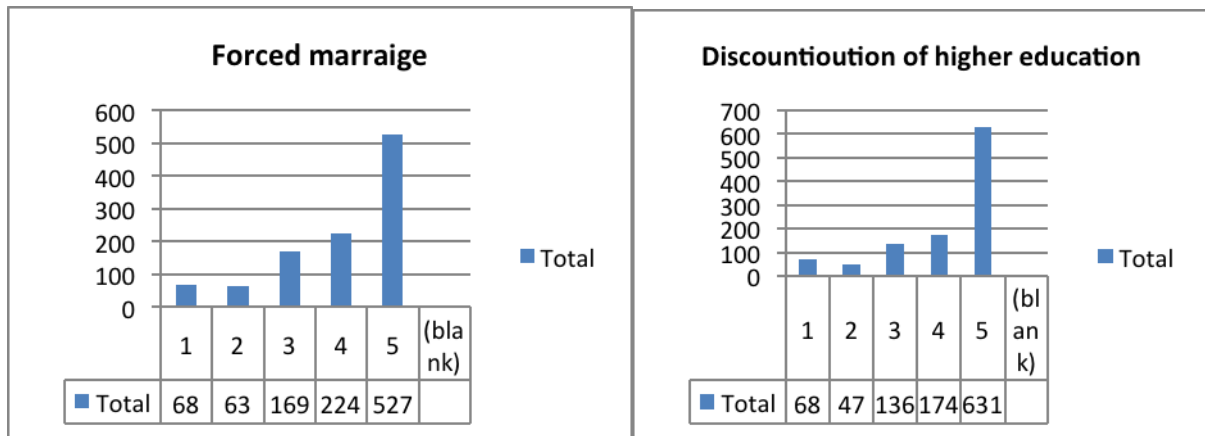 Forced marraige
600
500
400
300
200
100
0
Total
1 2 3 4 5 (bla
nk)
Total 68 63 169 224 527
Discountioution of higher education
700
600
500
400
300
200
100
0
Total
1 2 3 4 5 (bl
an
k)
Total 68 47 136 174 631